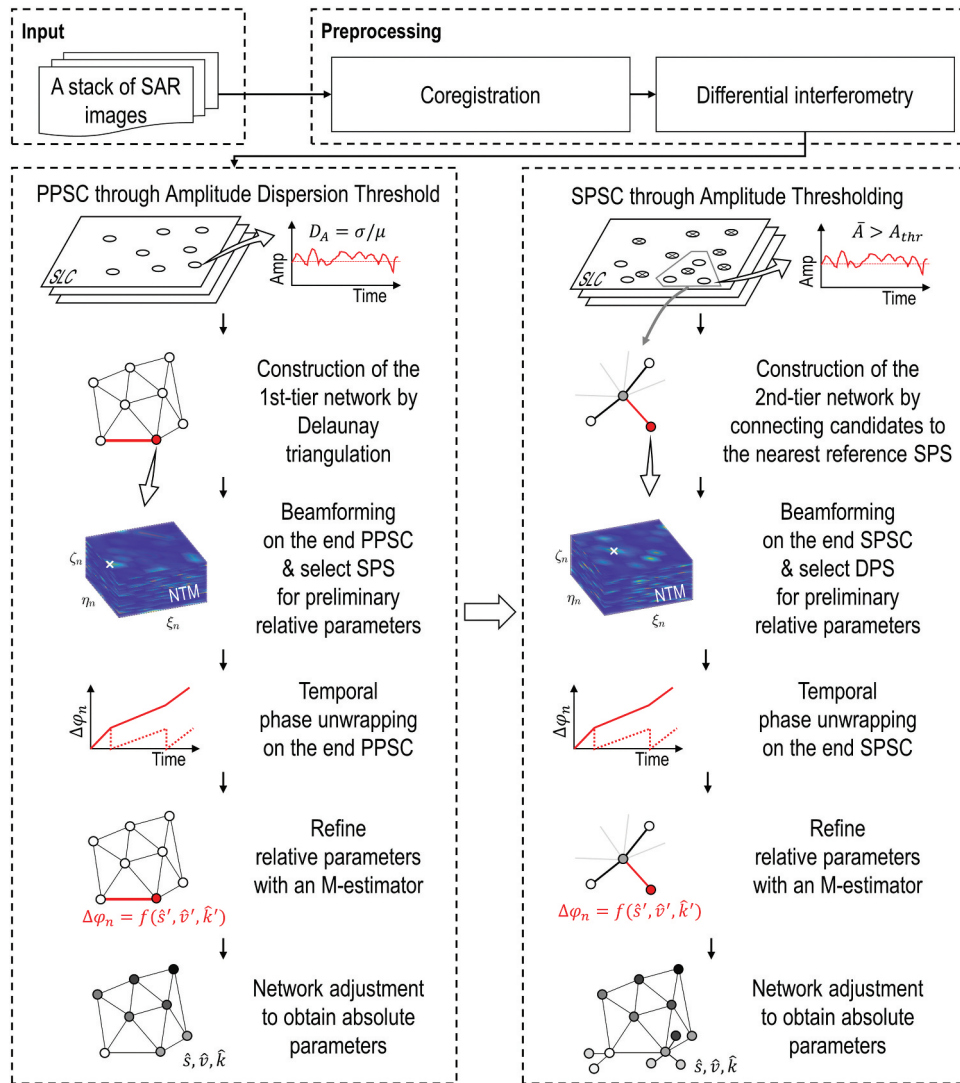 Input
A stack of SAR
images
Preprocessing
Coregistration
Differential interferometry
PPSC through Amplitude Dispersion Threshold
SLC
D_A = σ/μ
Amp
Time
Construction of the
1st-tier network by
Delaunay
triangulation
Beamforming
on the end PPSC
& select SPS
for preliminary
relative parameters
ζ_n
η_n
ξ_n
NTM
Temporal
phase unwrapping
on the end PPSC
Δφ_n
Time
Refine
relative parameters
with an M-estimator
Δφ_n = f(ŝ′, v̂′, k̂′)
Network adjustment
to obtain absolute
parameters
ŝ, v̂, k̂
SPSC through Amplitude Thresholding
SLC
Ā > A_thr
Amp
Time
Construction of the
2nd-tier network by
connecting candidates to
the nearest reference SPS
Beamforming
on the end SPSC
& select DPS
for preliminary
relative parameters
ζ_n
η_n
ξ_n
NTM
Temporal
phase unwrapping
on the end SPSC
Δφ_n
Time
Refine
relative parameters
with an M-estimator
Δφ_n = f(ŝ′, v̂′, k̂′)
Network adjustment
to obtain absolute
parameters
ŝ, v̂, k̂